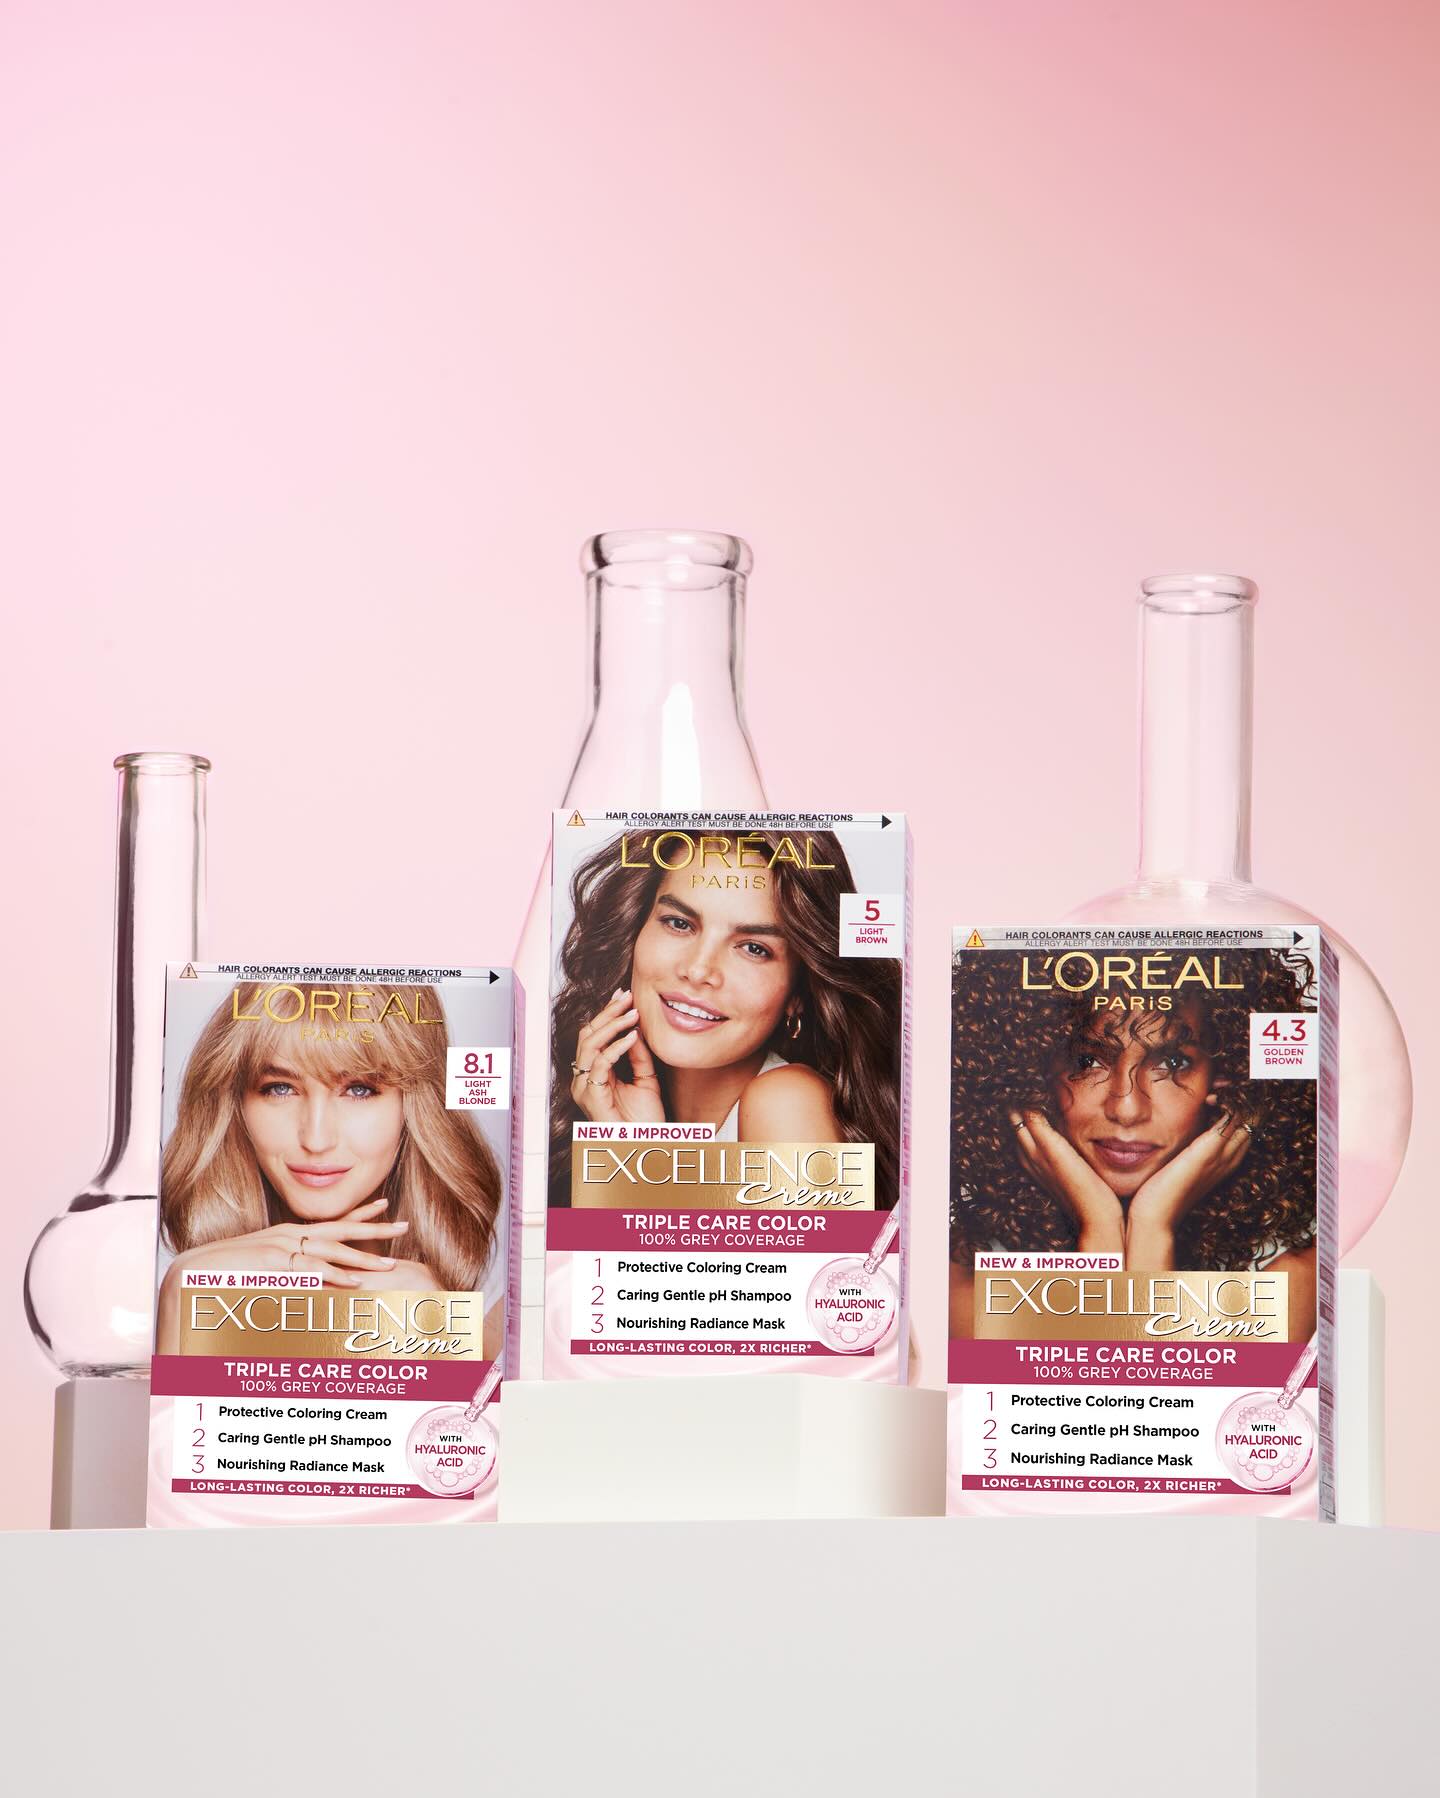 HAIR COLORANTS CAN CAUSE ALLERGIC REACTIONS
ALLERGY ALERT TEST MUST BE DONE 48H BEFORE USE
L'ORÉAL
PARiS
8.1
LIGHT
ASH
BLONDE
NEW & IMPROVED
EXCELLENCE
Creme
TRIPLE CARE COLOR
100% GREY COVERAGE
1 Protective Coloring Cream
2 Caring Gentle pH Shampoo
3 Nourishing Radiance Mask
WITH
HYALURONIC
ACID
LONG-LASTING COLOR, 2X RICHER*
HAIR COLORANTS CAN CAUSE ALLERGIC REACTIONS
ALLERGY ALERT TEST MUST BE DONE 48H BEFORE USE
L'ORÉAL
PARiS
5
LIGHT
BROWN
NEW & IMPROVED
EXCELLENCE
Creme
TRIPLE CARE COLOR
100% GREY COVERAGE
1 Protective Coloring Cream
2 Caring Gentle pH Shampoo
3 Nourishing Radiance Mask
WITH
HYALURONIC
ACID
LONG-LASTING COLOR, 2X RICHER*
HAIR COLORANTS CAN CAUSE ALLERGIC REACTIONS
ALLERGY ALERT TEST MUST BE DONE 48H BEFORE USE
L'ORÉAL
PARiS
4.3
GOLDEN
BROWN
NEW & IMPROVED
EXCELLENCE
Creme
TRIPLE CARE COLOR
100% GREY COVERAGE
1 Protective Coloring Cream
2 Caring Gentle pH Shampoo
3 Nourishing Radiance Mask
WITH
HYALURONIC
ACID
LONG-LASTING COLOR, 2X RICHER*